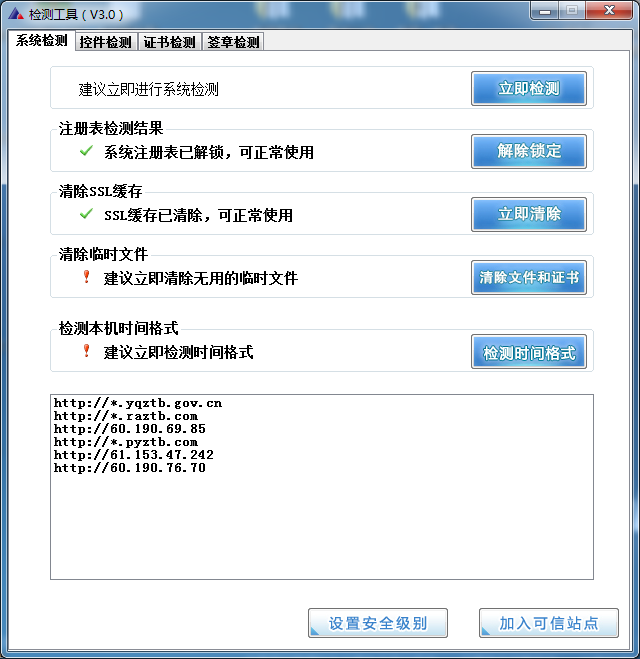 检测工具（V3.0）
系统检测 控件检测 证书检测 签章检测
建议立即进行系统检测 立即检测
注册表检测结果
系统注册表已解锁，可正常使用 解除锁定
清除SSL缓存
SSL缓存已清除，可正常使用 立即清除
清除临时文件
建议立即清除无用的临时文件 清除文件和证书
检测本机时间格式
建议立即检测时间格式 检测时间格式
http://*.yqztb.gov.cn
http://*.raztb.com
http://60.190.69.85
http://*.pyztb.com
http://61.153.47.242
http://60.190.76.70
设置安全级别 加入可信站点